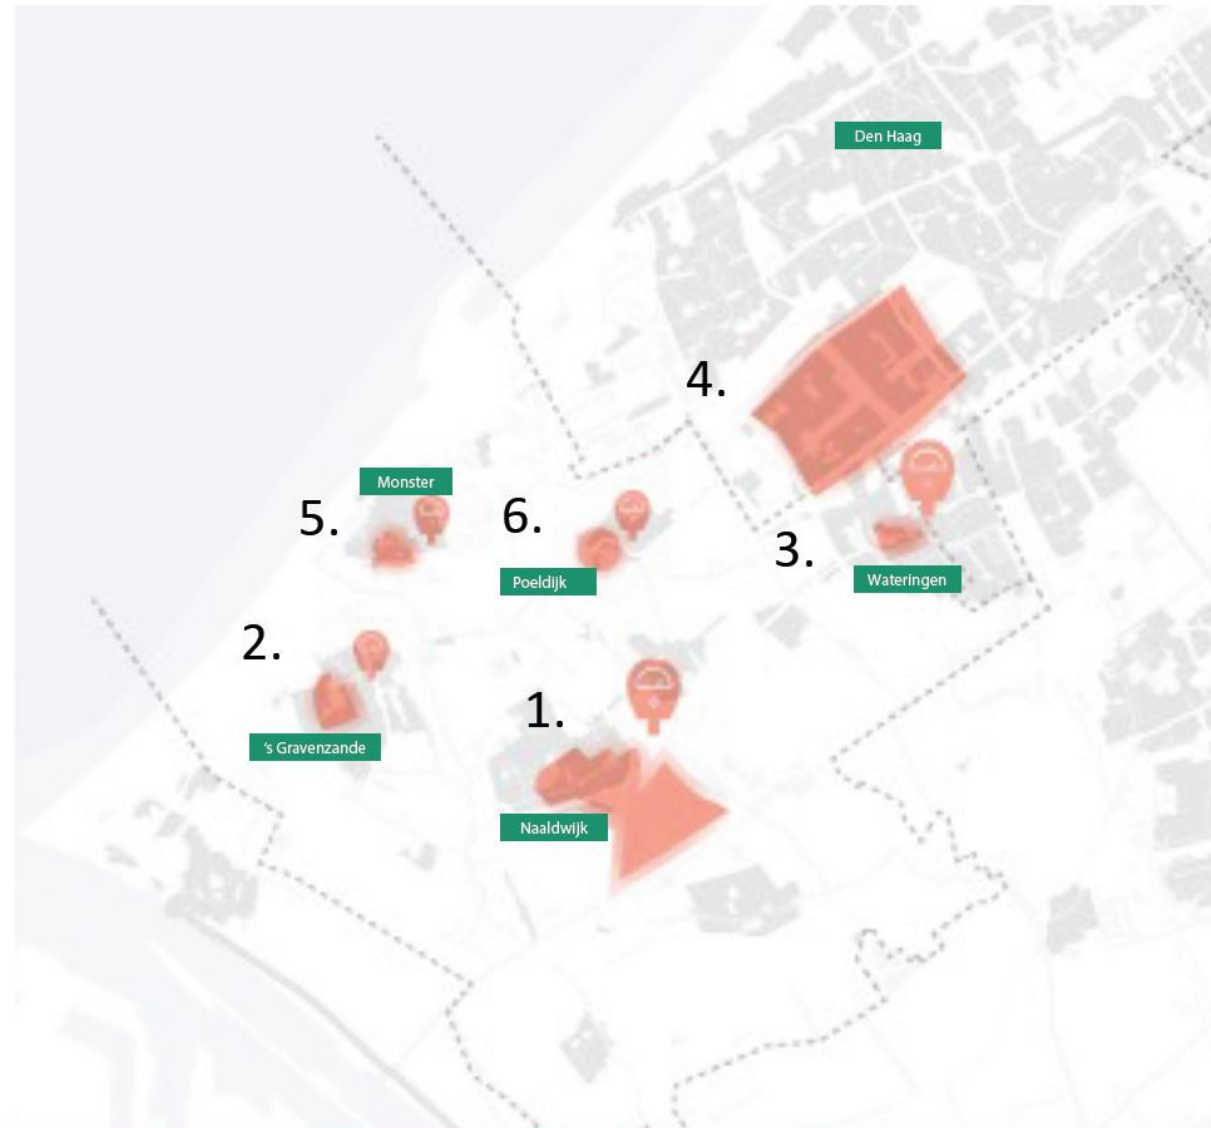 Den Haag
4.
Monster
5.
6.
3.
Poeldijk
Wateringen
2.
1.
's Gravenzande
Naaldwijk